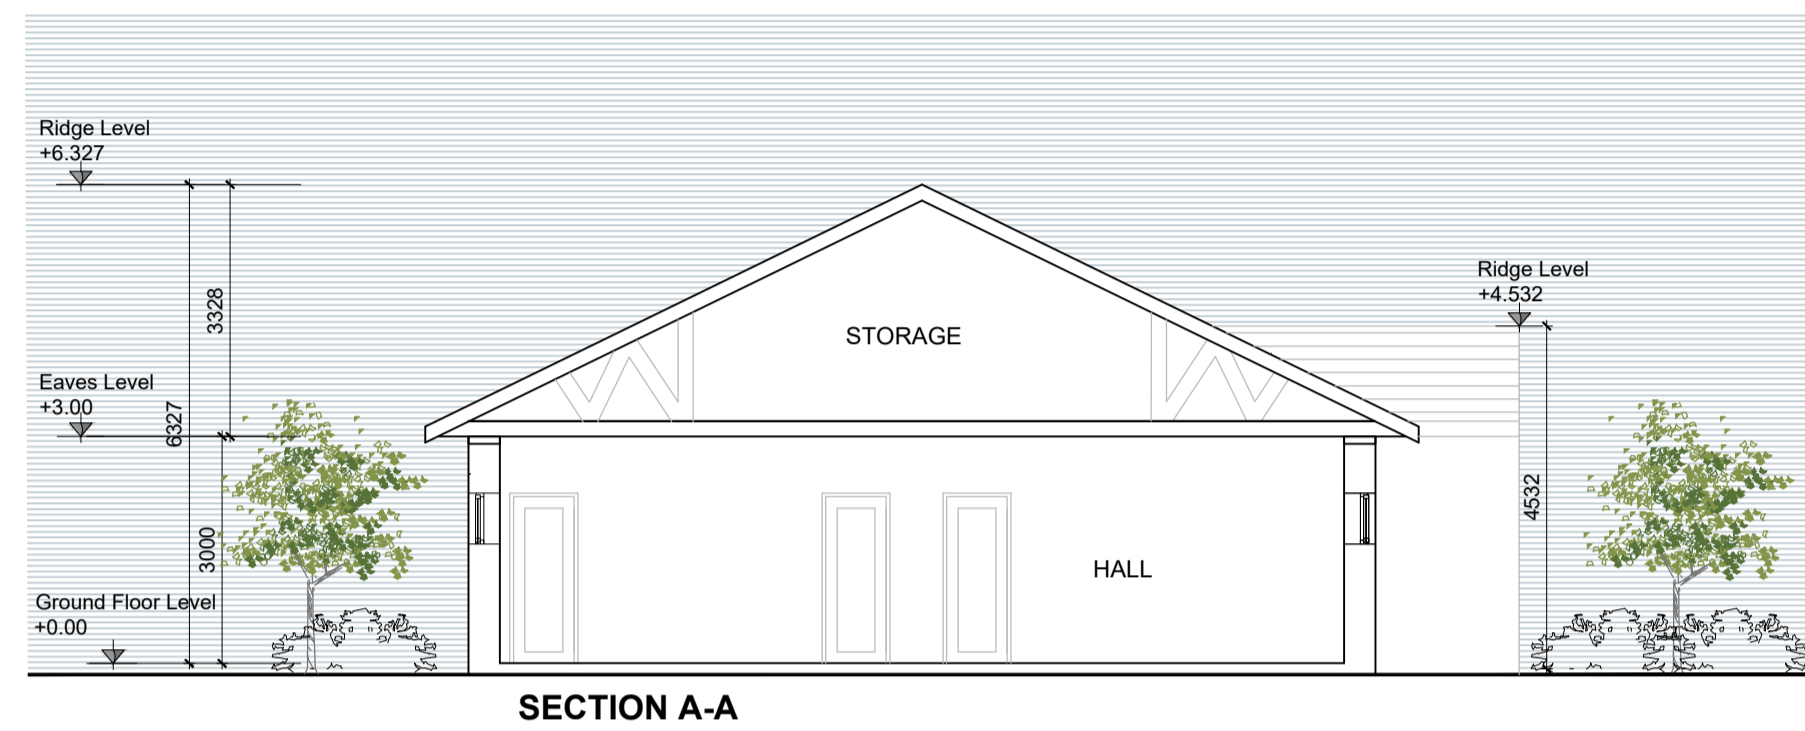 Ridge Level
+6.327
Ridge Level
+4.532
3328
STORAGE
Eaves Level
+3.00
6327
4532
3000
HALL
Ground Floor Level
+0.00
SECTION A-A